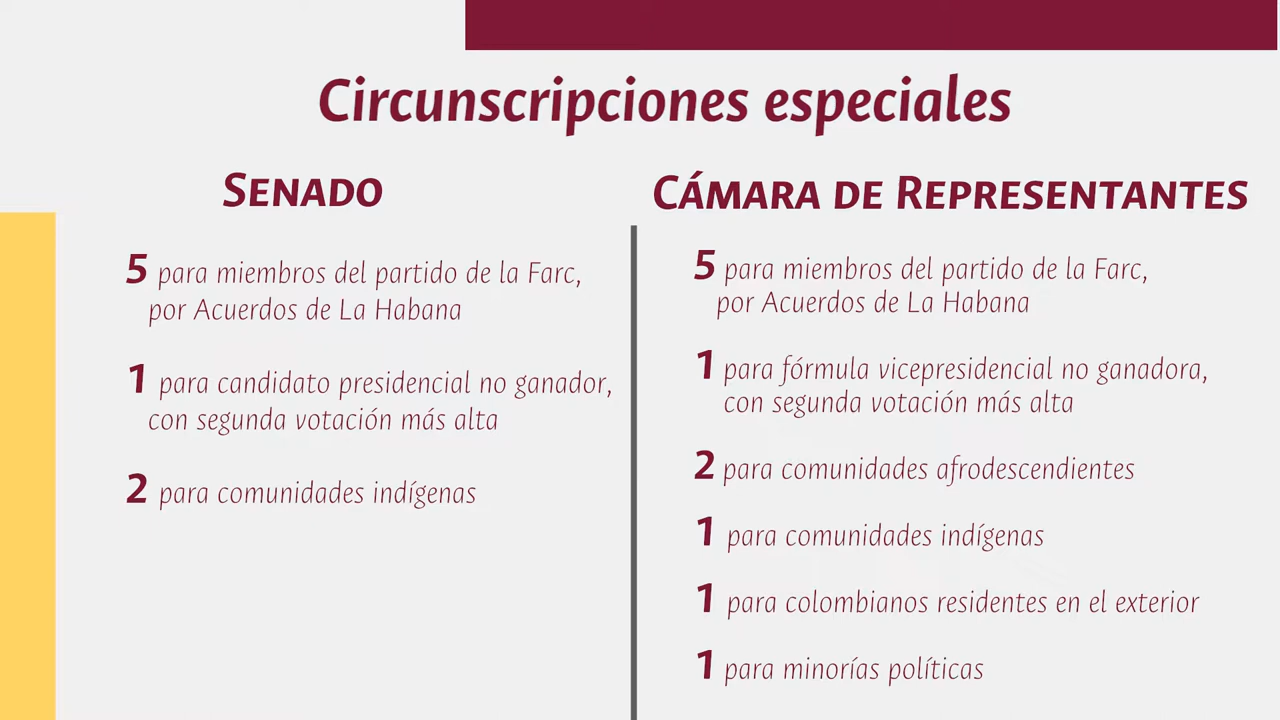 Circunscripciones especiales
SENADO
5 para miembros del partido de la Farc,
por Acuerdos de La Habana
1 para candidato presidencial no ganador,
con segunda votación más alta
2 para comunidades indígenas
CÁMARA DE REPRESENTANTES
5 para miembros del partido de la Farc,
por Acuerdos de La Habana
1 para fórmula vicepresidencial no ganadora,
con segunda votación más alta
2 para comunidades afrodescendientes
1 para comunidades indígenas
1 para colombianos residentes en el exterior
1 para minorías políticas